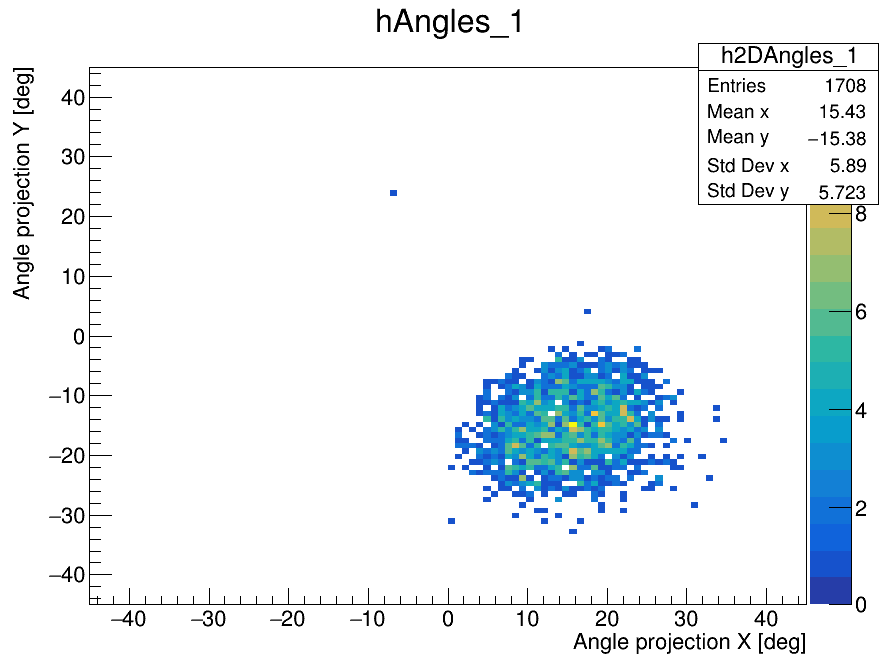 hAngles_1
h2DAngles_1
Entries 1708
Mean x 15.43
Mean y −15.38
Std Dev x 5.89
Std Dev y 5.723
Angle projection Y [deg]
40
30
20
10
0
−10
−20
−30
−40
−40 −30 −20 −10 0 10 20 30 40
Angle projection X [deg]
8
6
4
2
0